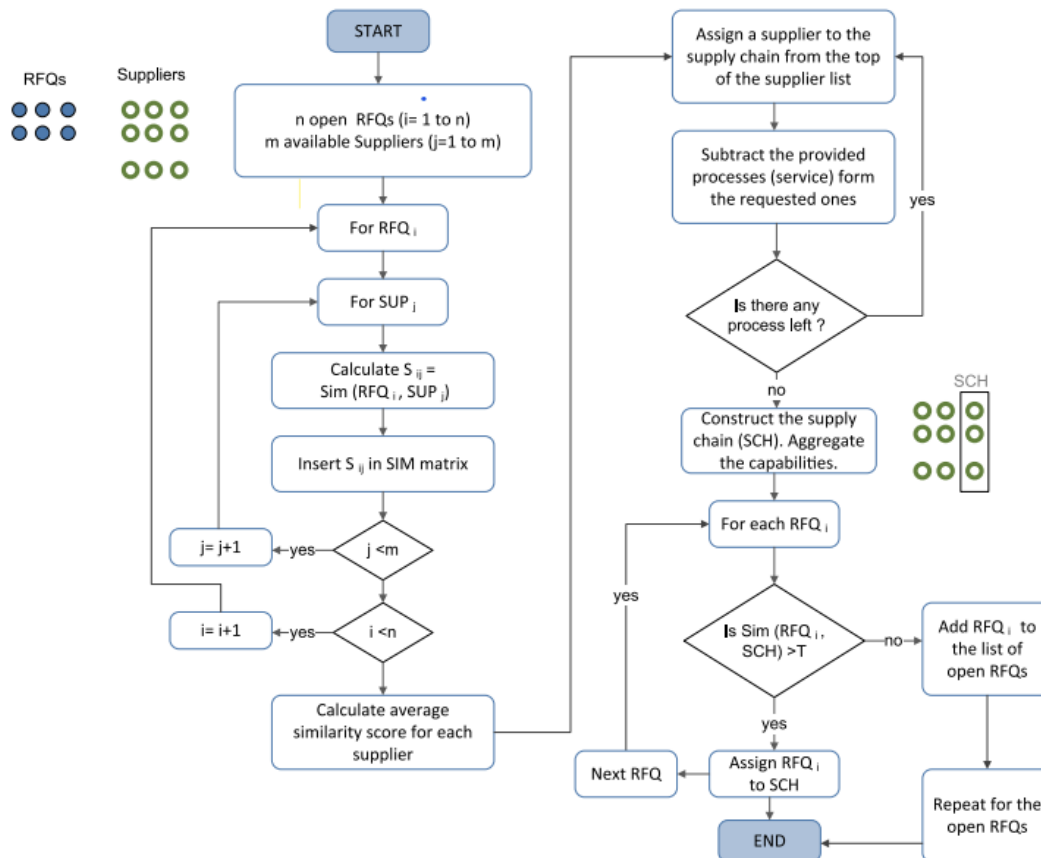 START
RFQs
Suppliers
n open RFQs (i= 1 to n)
m available Suppliers (j=1 to m)
For RFQ i
For SUP j
Calculate S ij =
Sim (RFQ i , SUP j)
Insert S ij in SIM matrix
j <m
yes
j= j+1
i <n
yes
i= i+1
Calculate average
similarity score for each
supplier
Assign a supplier to the
supply chain from the top
of the supplier list
Subtract the provided
processes (service) form
the requested ones
yes
Is there any
process left ?
no
SCH
Construct the supply
chain (SCH). Aggregate
the capabilities.
For each RFQ i
yes
Is Sim (RFQ i ,
SCH) >T
no
Add RFQ i to
the list of
open RFQs
yes
Assign RFQ i
to SCH
Next RFQ
Repeat for the
open RFQs
END